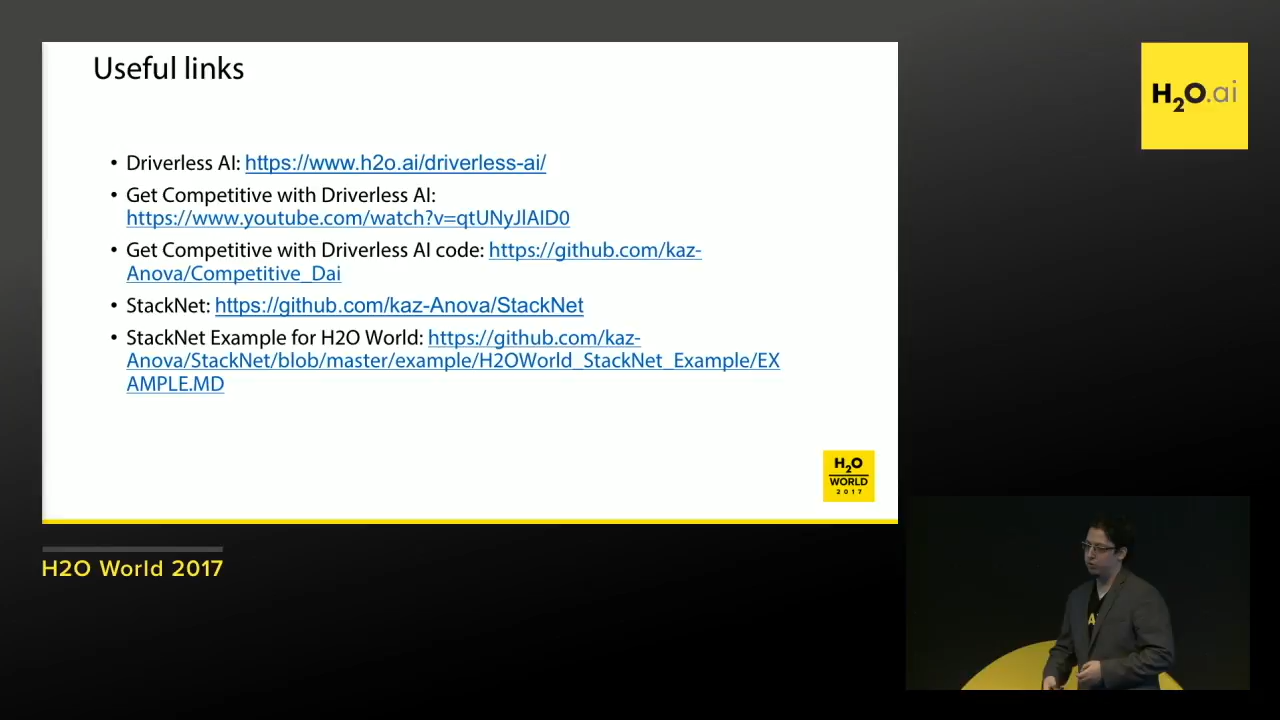 Useful links
H2O.ai
• Driverless AI: https://www.h2o.ai/driverless-ai/
• Get Competitive with Driverless AI:
https://www.youtube.com/watch?v=qtUNyJlAID0
• Get Competitive with Driverless AI code: https://github.com/kaz-
Anova/Competitive_Dai
• StackNet: https://github.com/kaz-Anova/StackNet
• StackNet Example for H2O World: https://github.com/kaz-
Anova/StackNet/blob/master/example/H2OWorld_StackNet_Example/EX
AMPLE.MD
H2O
WORLD
2017
H2O World 2017